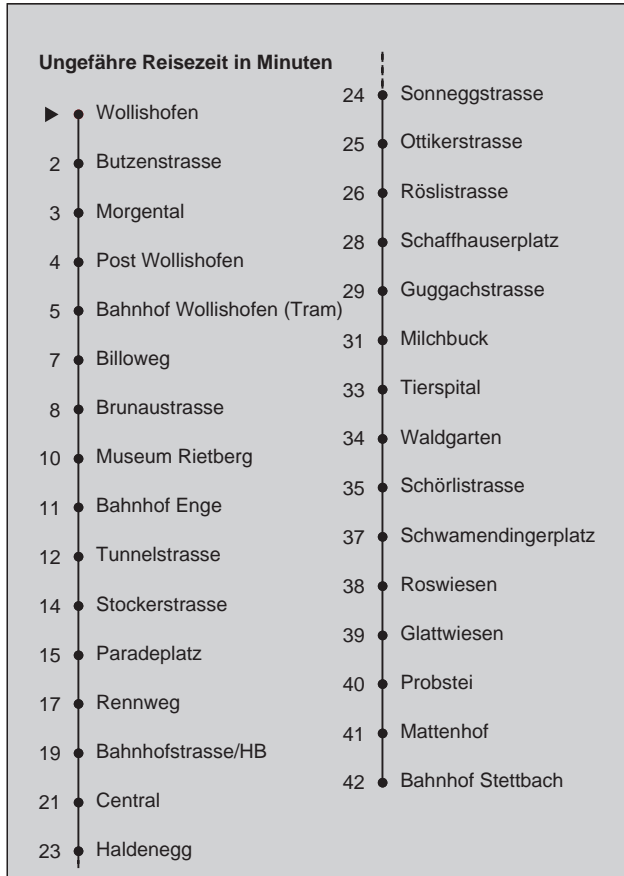 Ungefähre Reisezeit in Minuten
Wollishofen
2 Butzenstrasse
3 Morgental
4 Post Wollishofen
5 Bahnhof Wollishofen (Tram)
7 Billoweg
8 Brunaustrasse
10 Museum Rietberg
11 Bahnhof Enge
12 Tunnelstrasse
14 Stockerstrasse
15 Paradeplatz
17 Rennweg
19 Bahnhofstrasse/HB
21 Central
23 Haldenegg
24 Sonneggstrasse
25 Ottikerstrasse
26 Röslistrasse
28 Schaffhauserplatz
29 Guggachstrasse
31 Milchbuck
33 Tierspital
34 Waldgarten
35 Schörlistrasse
37 Schwamendingerplatz
38 Roswiesen
39 Glattwiesen
40 Probstei
41 Mattenhof
42 Bahnhof Stettbach